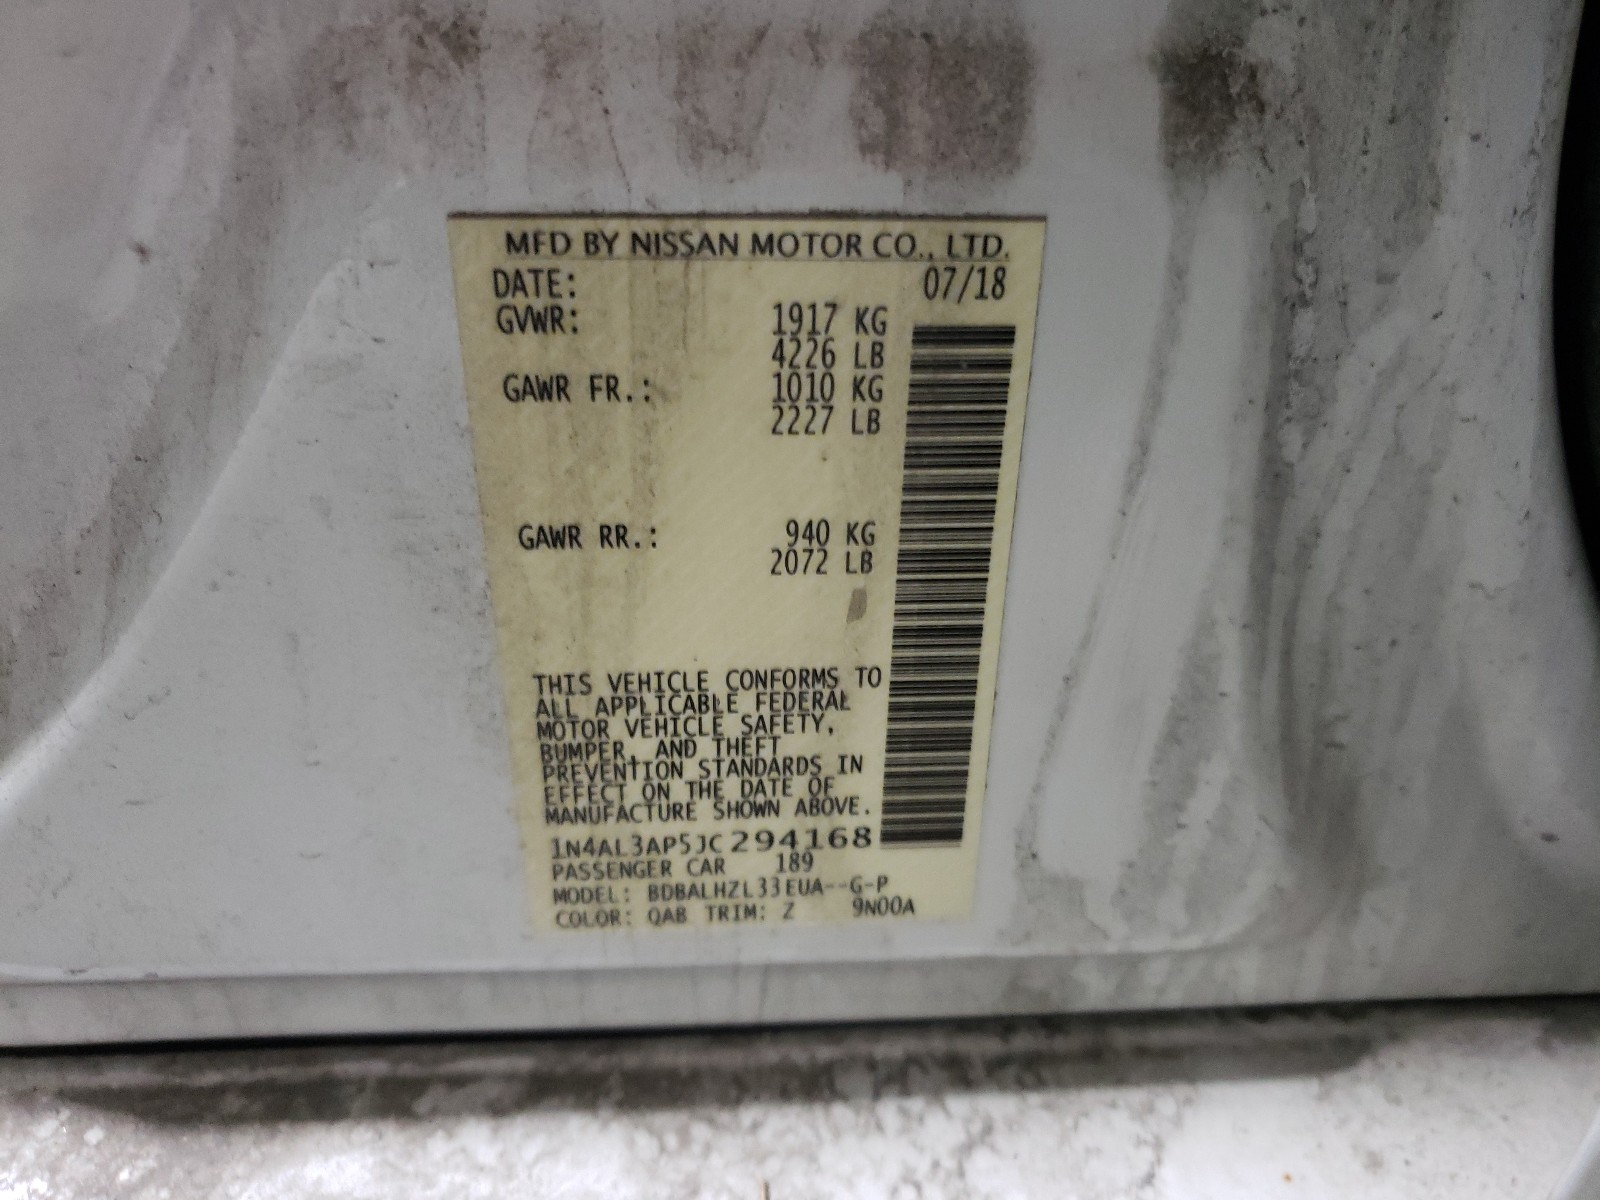 MFD BY NISSAN MOTOR CO., LTD.
DATE: 07/18
GVWR: 1917 KG
4226 LB
GAWR FR.: 1010 KG
2227 LB
GAWR RR.: 940 KG
2072 LB
THIS VEHICLE CONFORMS TO
ALL APPLICABLE FEDERAL
MOTOR VEHICLE SAFETY,
BUMPER, AND THEFT
PREVENTION STANDARDS IN
EFFECT ON THE DATE OF
MANUFACTURE SHOWN ABOVE.
1N4AL3AP5JC294168
PASSENGER CAR 189
MODEL: BDBALHZL33EUA--G-P
COLOR: QAB TRIM: Z 9N00A